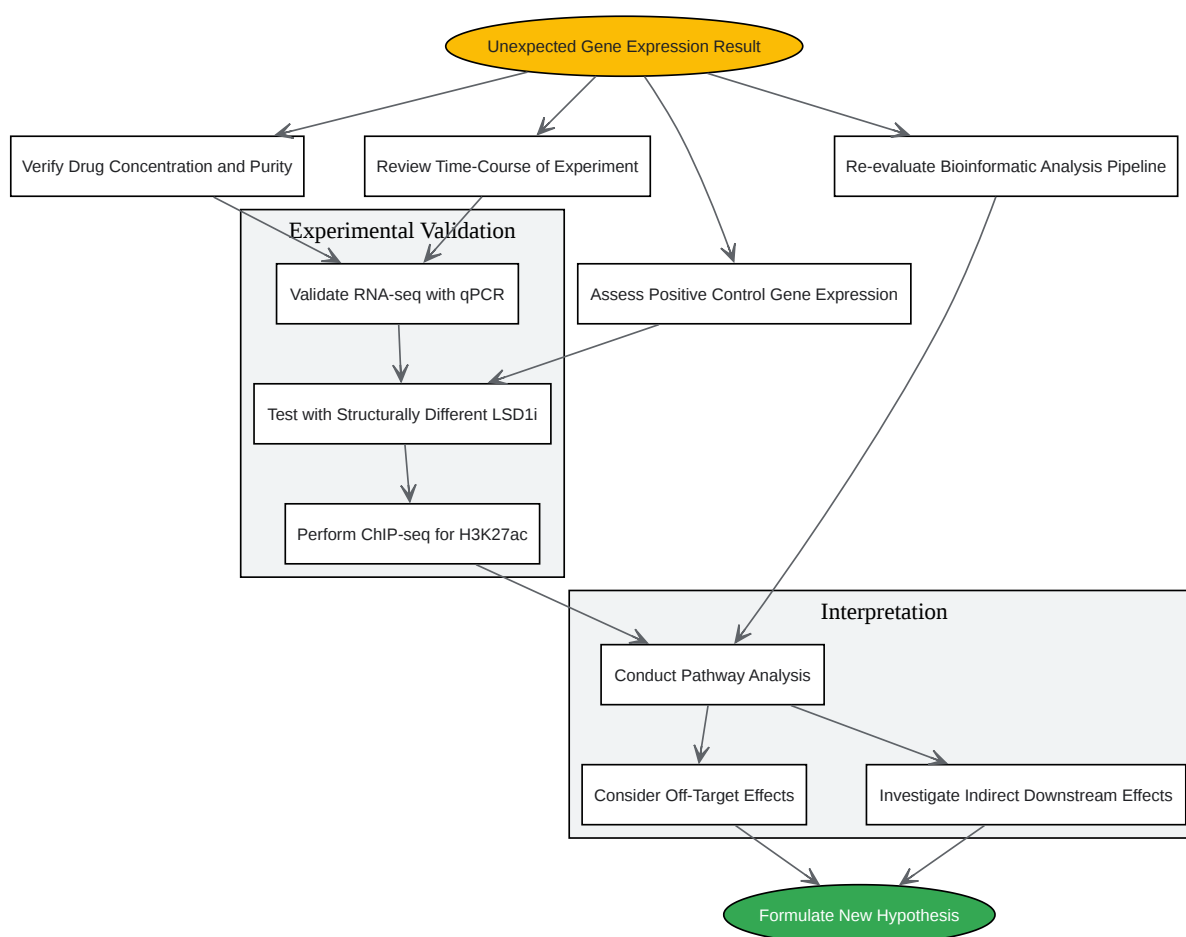 Unexpected Gene Expression Result
Verify Drug Concentration and Purity
Review Time-Course of Experiment
Re-evaluate Bioinformatic Analysis Pipeline
Experimental Validation
Validate RNA-seq with qPCR
Assess Positive Control Gene Expression
Test with Structurally Different LSD1i
Perform ChIP-seq for H3K27ac
Interpretation
Conduct Pathway Analysis
Consider Off-Target Effects
Investigate Indirect Downstream Effects
Formulate New Hypothesis